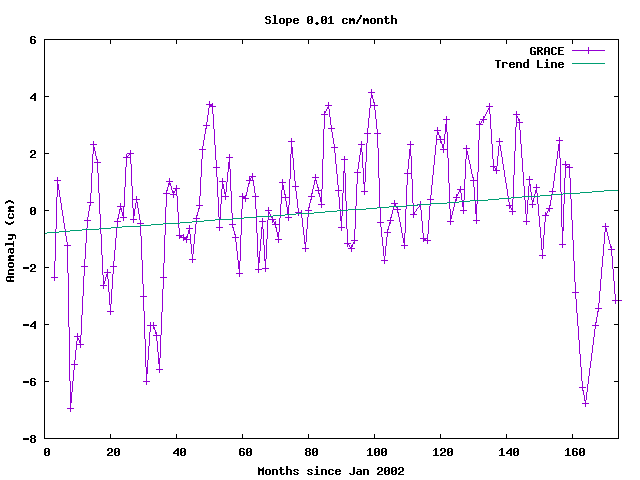 Slope 0.01 cm/month
GRACE
Trend Line
6
4
2
0
-2
-4
-6
-8
Anomaly (cm)
0 20 40 60 80 100 120 140 160
Months since Jan 2002